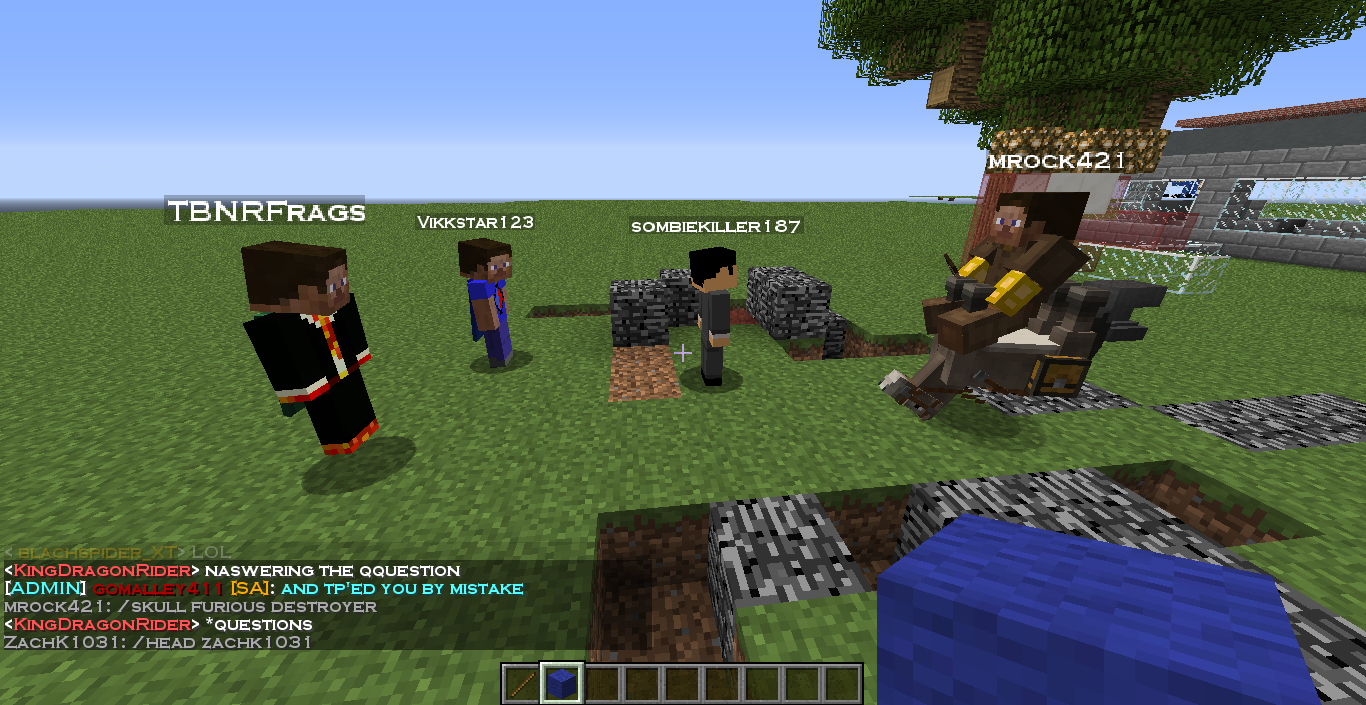 mrock421
TBNRFrags
Vikkstar123
sombiekiller187
< blachspider_xt> LOL
<KingDragonRider> NASWERING THE QQUESTION
[ADMIN] gomalley411 [SA]: and tp'ed you by mistake
mrock421: /skull furious destroyer
<KingDragonRider> *QUESTIONS
ZachK1031: /head zachk1031